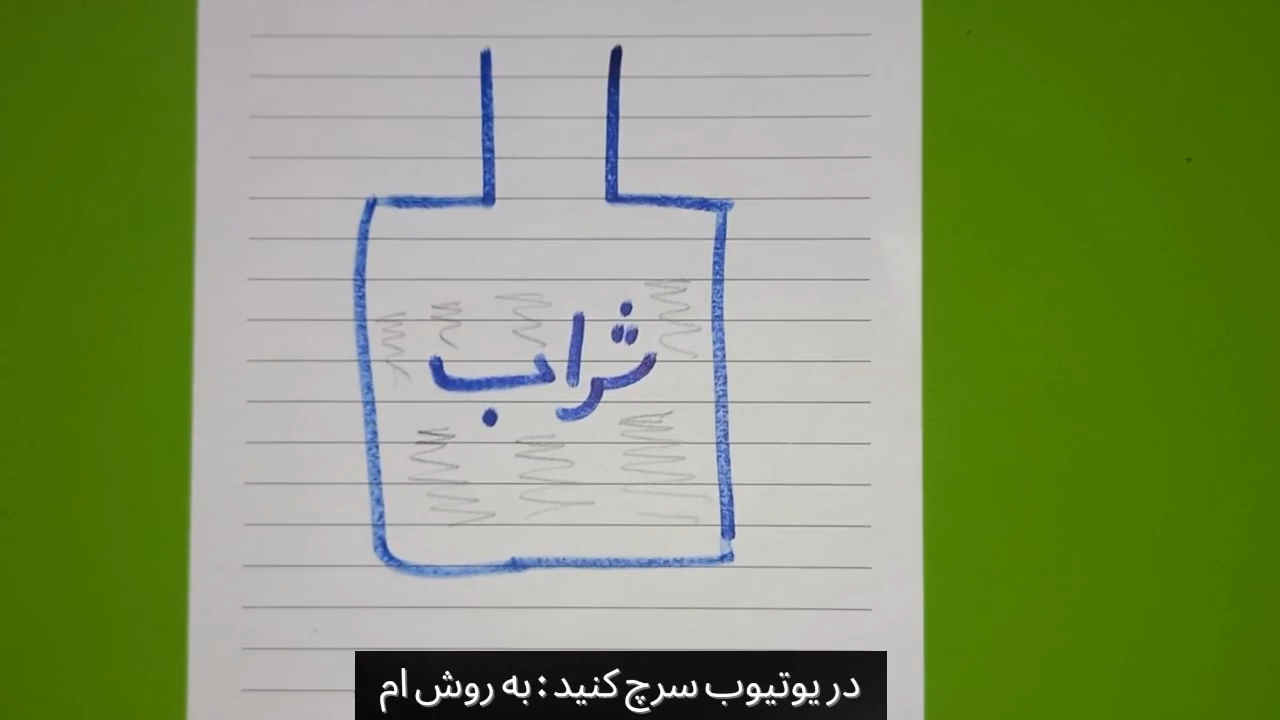 شراب
در یوتیوب سرچ کنید : به روش ام